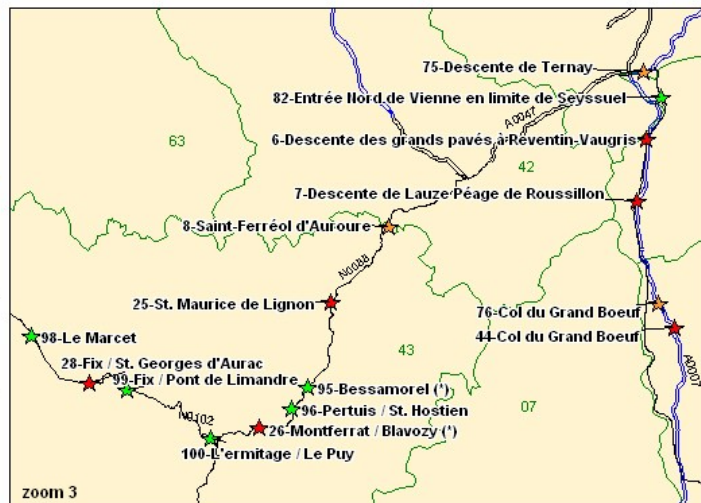 75-Descente de Ternay
82-Entrée Nord de Vienne en limite de Seyssuel
A0047
63
6-Descente des grands pavés à Réventin-Vaugris
42
7-Descente de Lauze Péage de Roussillon
8-Saint-Ferréol d'Auroure
N0088
25-St. Maurice de Lignon
76-Col du Grand Boeuf
98-Le Marcet
44-Col du Grand Boeuf
43
28-Fix / St. Georges d'Aurac
A0007
99-Fix / Pont de Limandre
95-Bessamorel (*)
07
96-Pertuis / St. Hostien
N0102
26-Montferrat / Blavozy (*)
100-L'ermitage / Le Puy
zoom 3